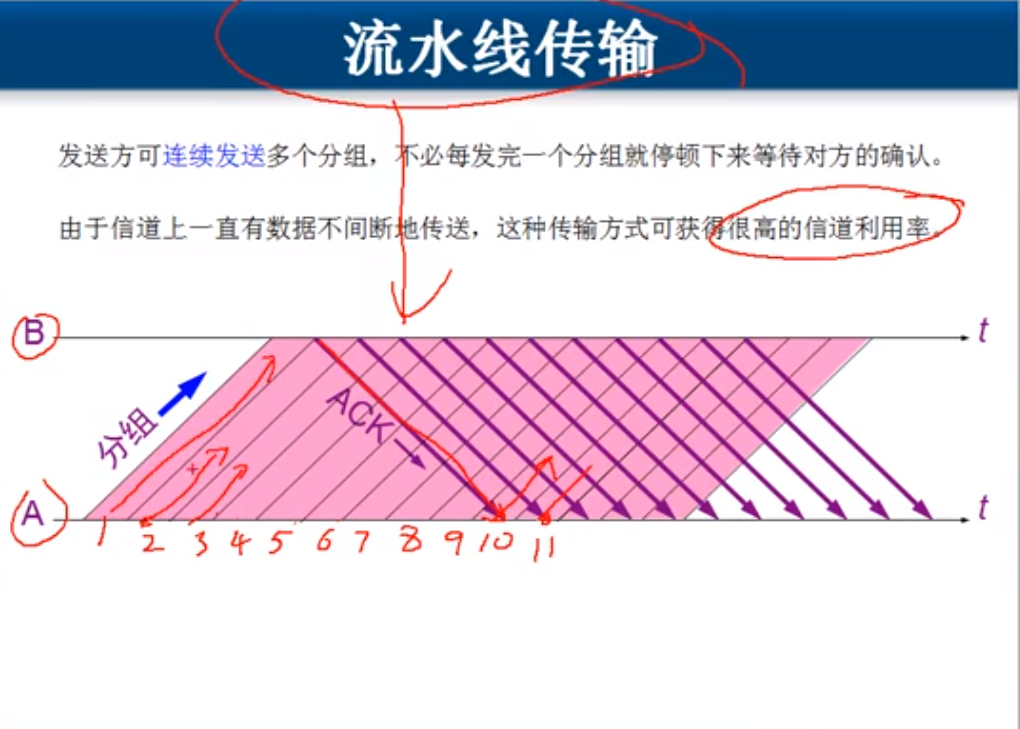 流水线传输
发送方可连续发送多个分组，不必每发完一个分组就停顿下来等待对方的确认。
由于信道上一直有数据不间断地传送，这种传输方式可获得很高的信道利用率。
B
t
分组
ACK
A
t
1 2 3 4 5 6 7 8 9 10 11